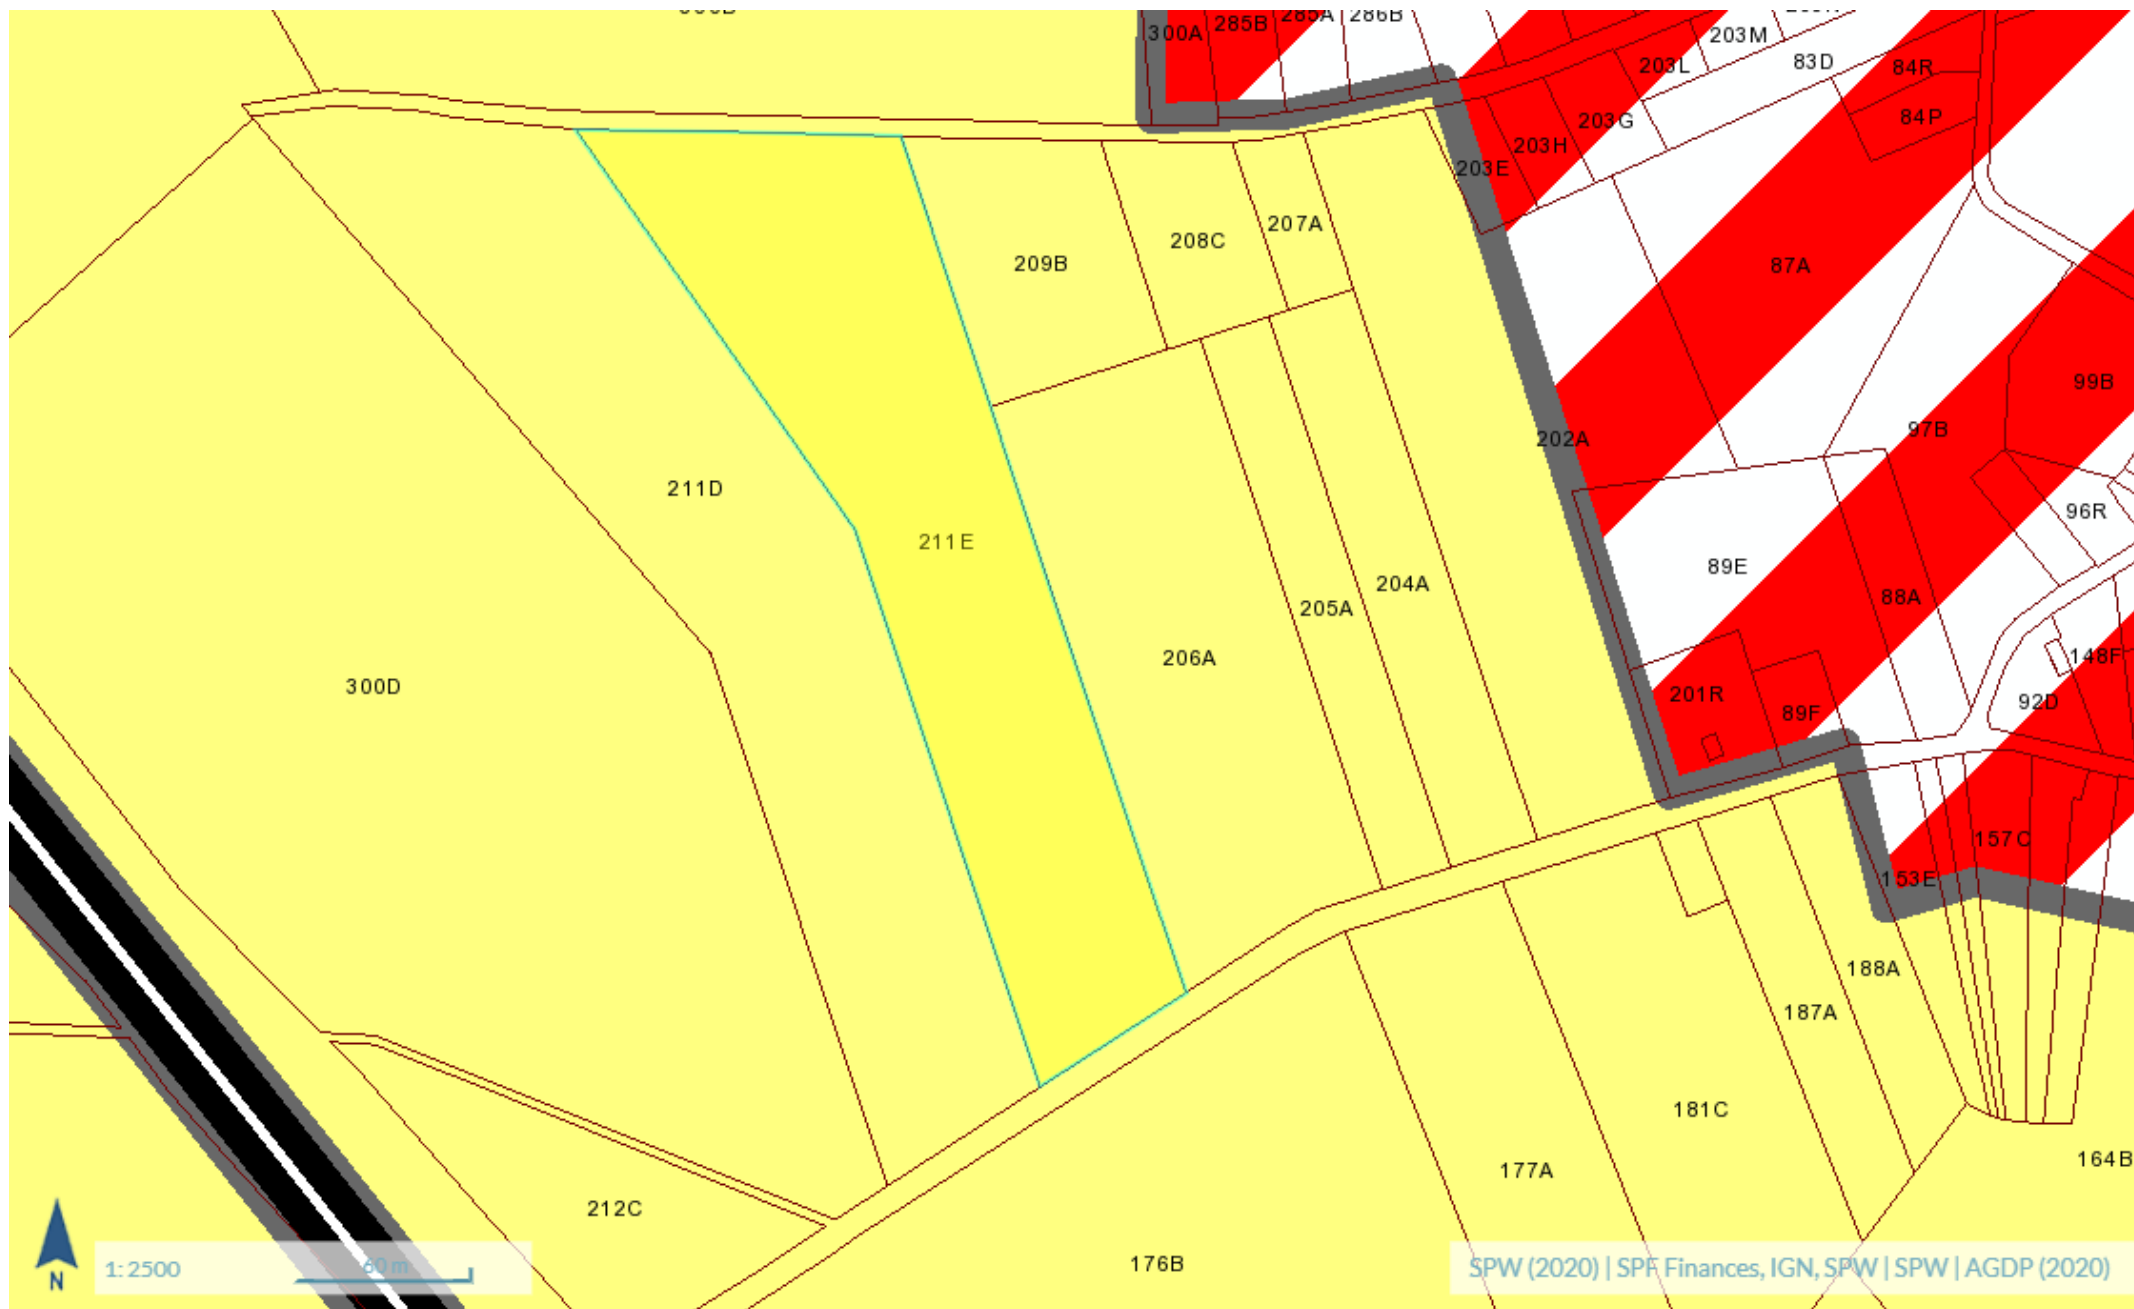 300A
285B
285A
286B
203M
83D
203L
84R
84P
203G
203H
203E
207A
208C
209B
87A
99B
97B
202A
211D
96R
211E
89E
204A
88A
205A
206A
148F
300D
201R
92D
89F
157C
153E
188A
187A
181C
164B
177A
212C
176B
N
1:2500
60 m
SPW (2020) | SPF Finances, IGN, SPW | SPW | AGDP (2020)